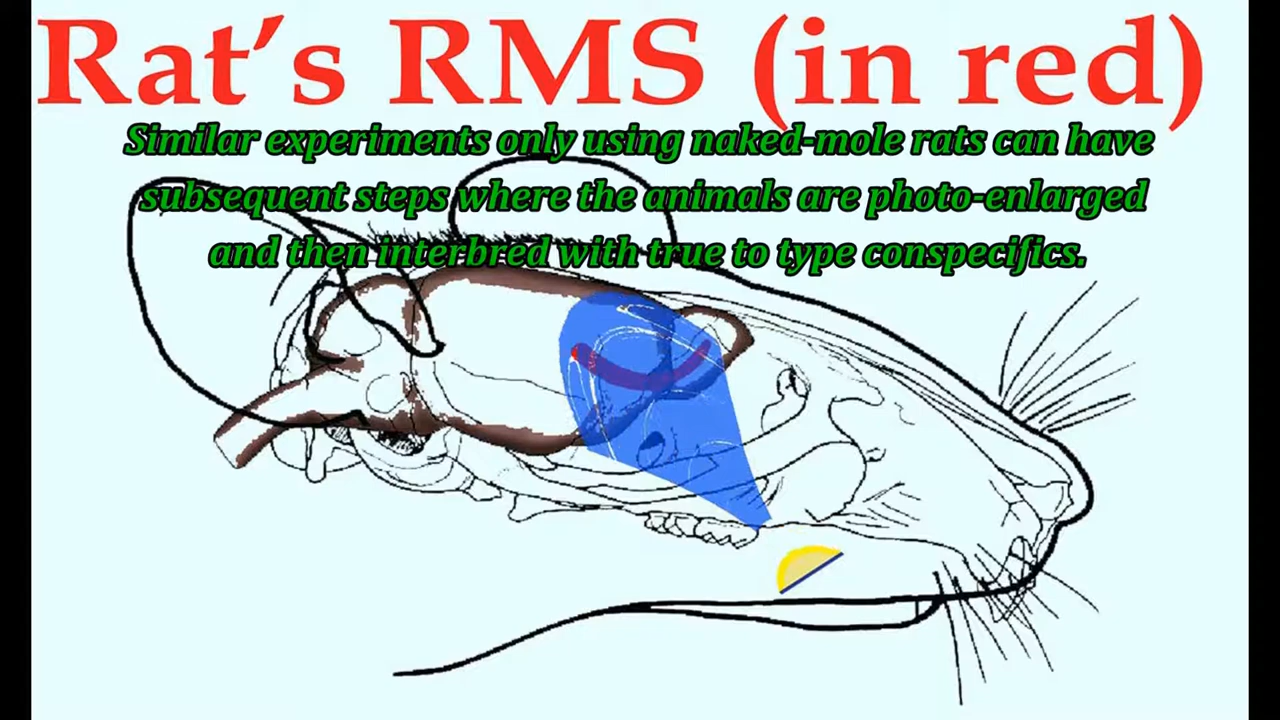 Rat's RMS (in red)
Similar experiments only using naked-mole rats can have
subsequent steps where the animals are photo-enlarged
and then interbred with true to type conspecifics.